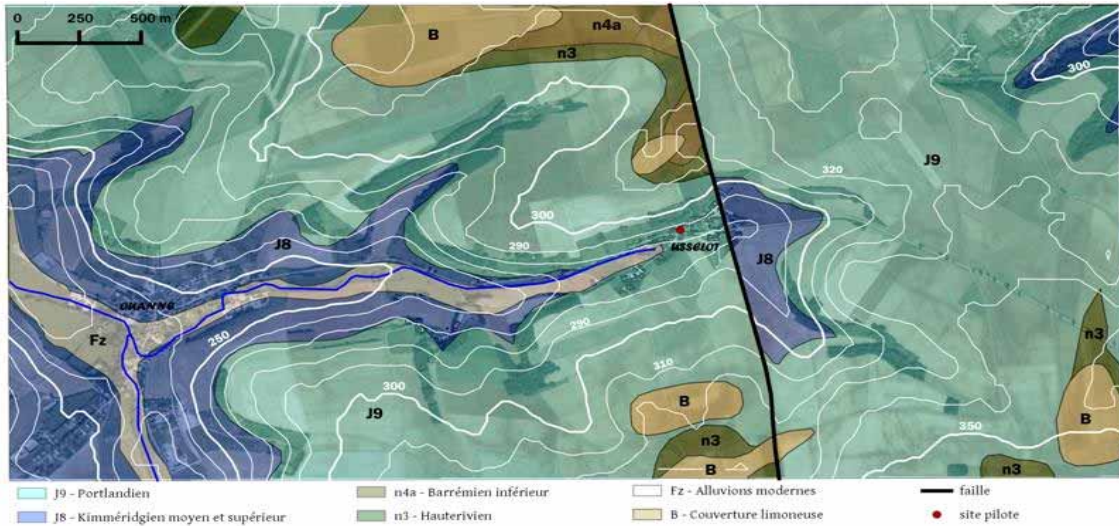 0 250 500 m
B
n4a
n3
300
J9
320
300
USSELOT
J8
290
J8
OUANNE
Fz
250
290
310
300
J9
B
n3
B
350
n3
B
n3
J9 - Portlandien
n4a - Barrémien inférieur
Fz - Alluvions modernes
faille
J8 - Kimméridgien moyen et supérieur
n3 - Hauterivien
B - Couverture limoneuse
site pilote